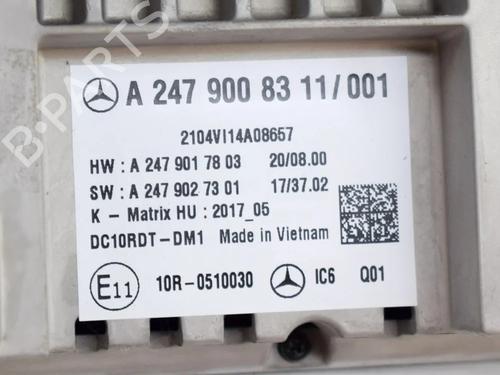 A 247 900 83 11/001
2104VI14A08657
HW : A 247 901 78 03 20/08.00
SW : A 247 902 73 01 17/37.02
K - Matrix HU : 2017_05
DC10RDT-DM1 Made in Vietnam
E11 10R-0510030 IC6 Q01
B-PARTS